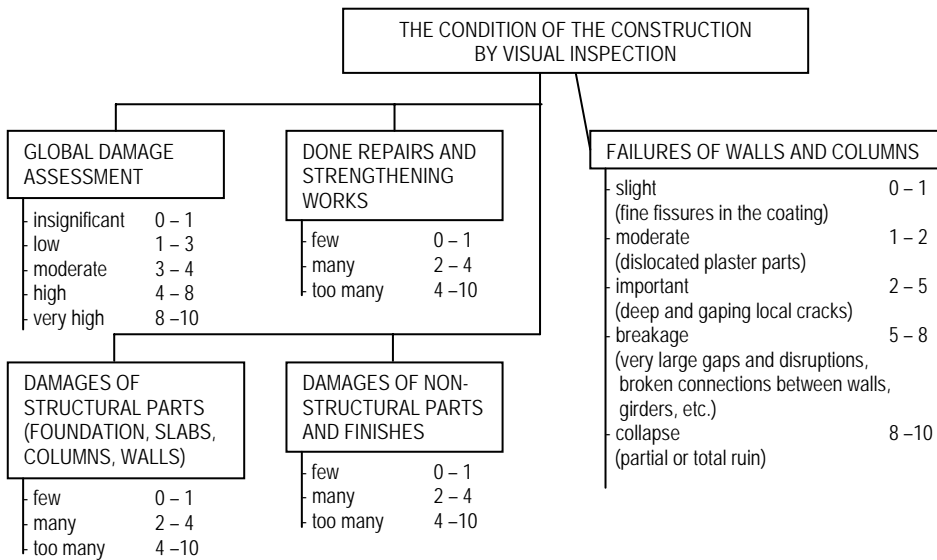 THE CONDITION OF THE CONSTRUCTION
BY VISUAL INSPECTION
GLOBAL DAMAGE
ASSESSMENT
- insignificant 0 – 1
- low 1 – 3
- moderate 3 – 4
- high 4 – 8
- very high 8 –10
DONE REPAIRS AND
STRENGTHENING
WORKS
- few 0 – 1
- many 2 – 4
- too many 4 –10
FAILURES OF WALLS AND COLUMNS
- slight 0 – 1
(fine fissures in the coating)
- moderate 1 – 2
(dislocated plaster parts)
- important 2 – 5
(deep and gaping local cracks)
- breakage 5 – 8
(very large gaps and disruptions,
broken connections between walls,
girders, etc.)
- collapse 8 –10
(partial or total ruin)
DAMAGES OF
STRUCTURAL PARTS
(FOUNDATION, SLABS,
COLUMNS, WALLS)
- few 0 – 1
- many 2 – 4
- too many 4 –10
DAMAGES OF NON-
STRUCTURAL PARTS
AND FINISHES
- few 0 – 1
- many 2 – 4
- too many 4 –10